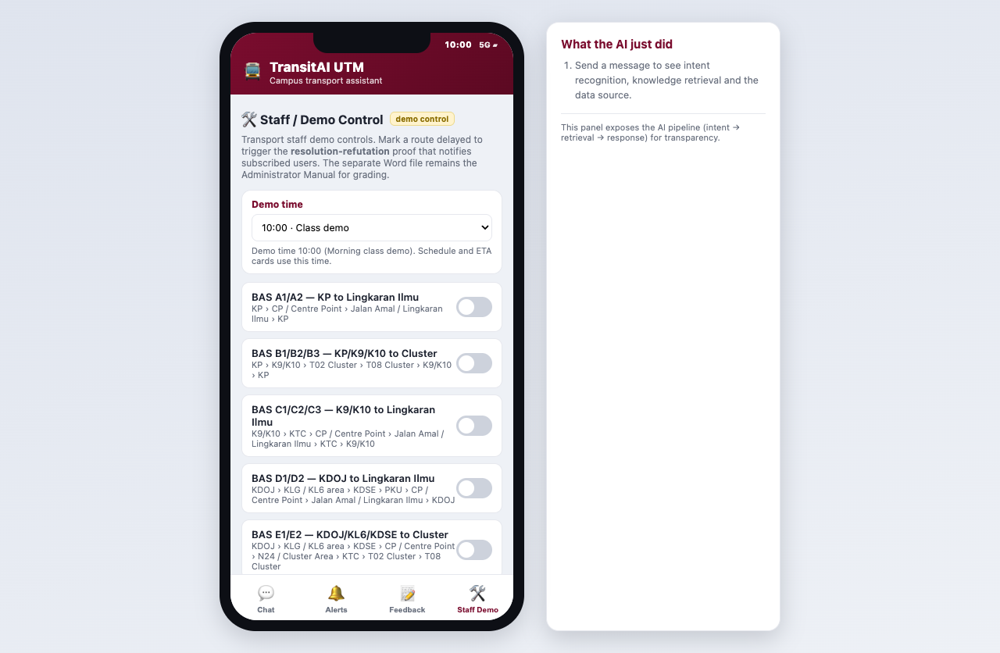 10:00 5G
TransitAI UTM
Campus transport assistant
Staff / Demo Control demo control
Transport staff demo controls. Mark a route delayed to
trigger the resolution-refutation proof that notifies
subscribed users. The separate Word file remains the
Administrator Manual for grading.
Demo time
10:00 · Class demo
Demo time 10:00 (Morning class demo). Schedule and ETA
cards use this time.
BAS A1/A2 — KP to Lingkaran Ilmu
KP › CP / Centre Point › Jalan Amal / Lingkaran
Ilmu › KP
BAS B1/B2/B3 — KP/K9/K10 to Cluster
KP › K9/K10 › T02 Cluster › T08 Cluster › K9/K10
› KP
BAS C1/C2/C3 — K9/K10 to Lingkaran
Ilmu
K9/K10 › KTC › CP / Centre Point › Jalan Amal /
Lingkaran Ilmu › KTC › K9/K10
BAS D1/D2 — KDOJ to Lingkaran Ilmu
KDOJ › KLG / KL6 area › KDSE › PKU › CP /
Centre Point › Jalan Amal / Lingkaran Ilmu › KDOJ
BAS E1/E2 — KDOJ/KL6/KDSE to Cluster
KDOJ › KLG / KL6 area › KDSE › CP / Centre Point
› N24 / Cluster Area › KTC › T02 Cluster › T08
Cluster
Chat Alerts Feedback Staff Demo
What the AI just did
1. Send a message to see intent
recognition, knowledge retrieval and the
data source.
This panel exposes the AI pipeline (intent →
retrieval → response) for transparency.